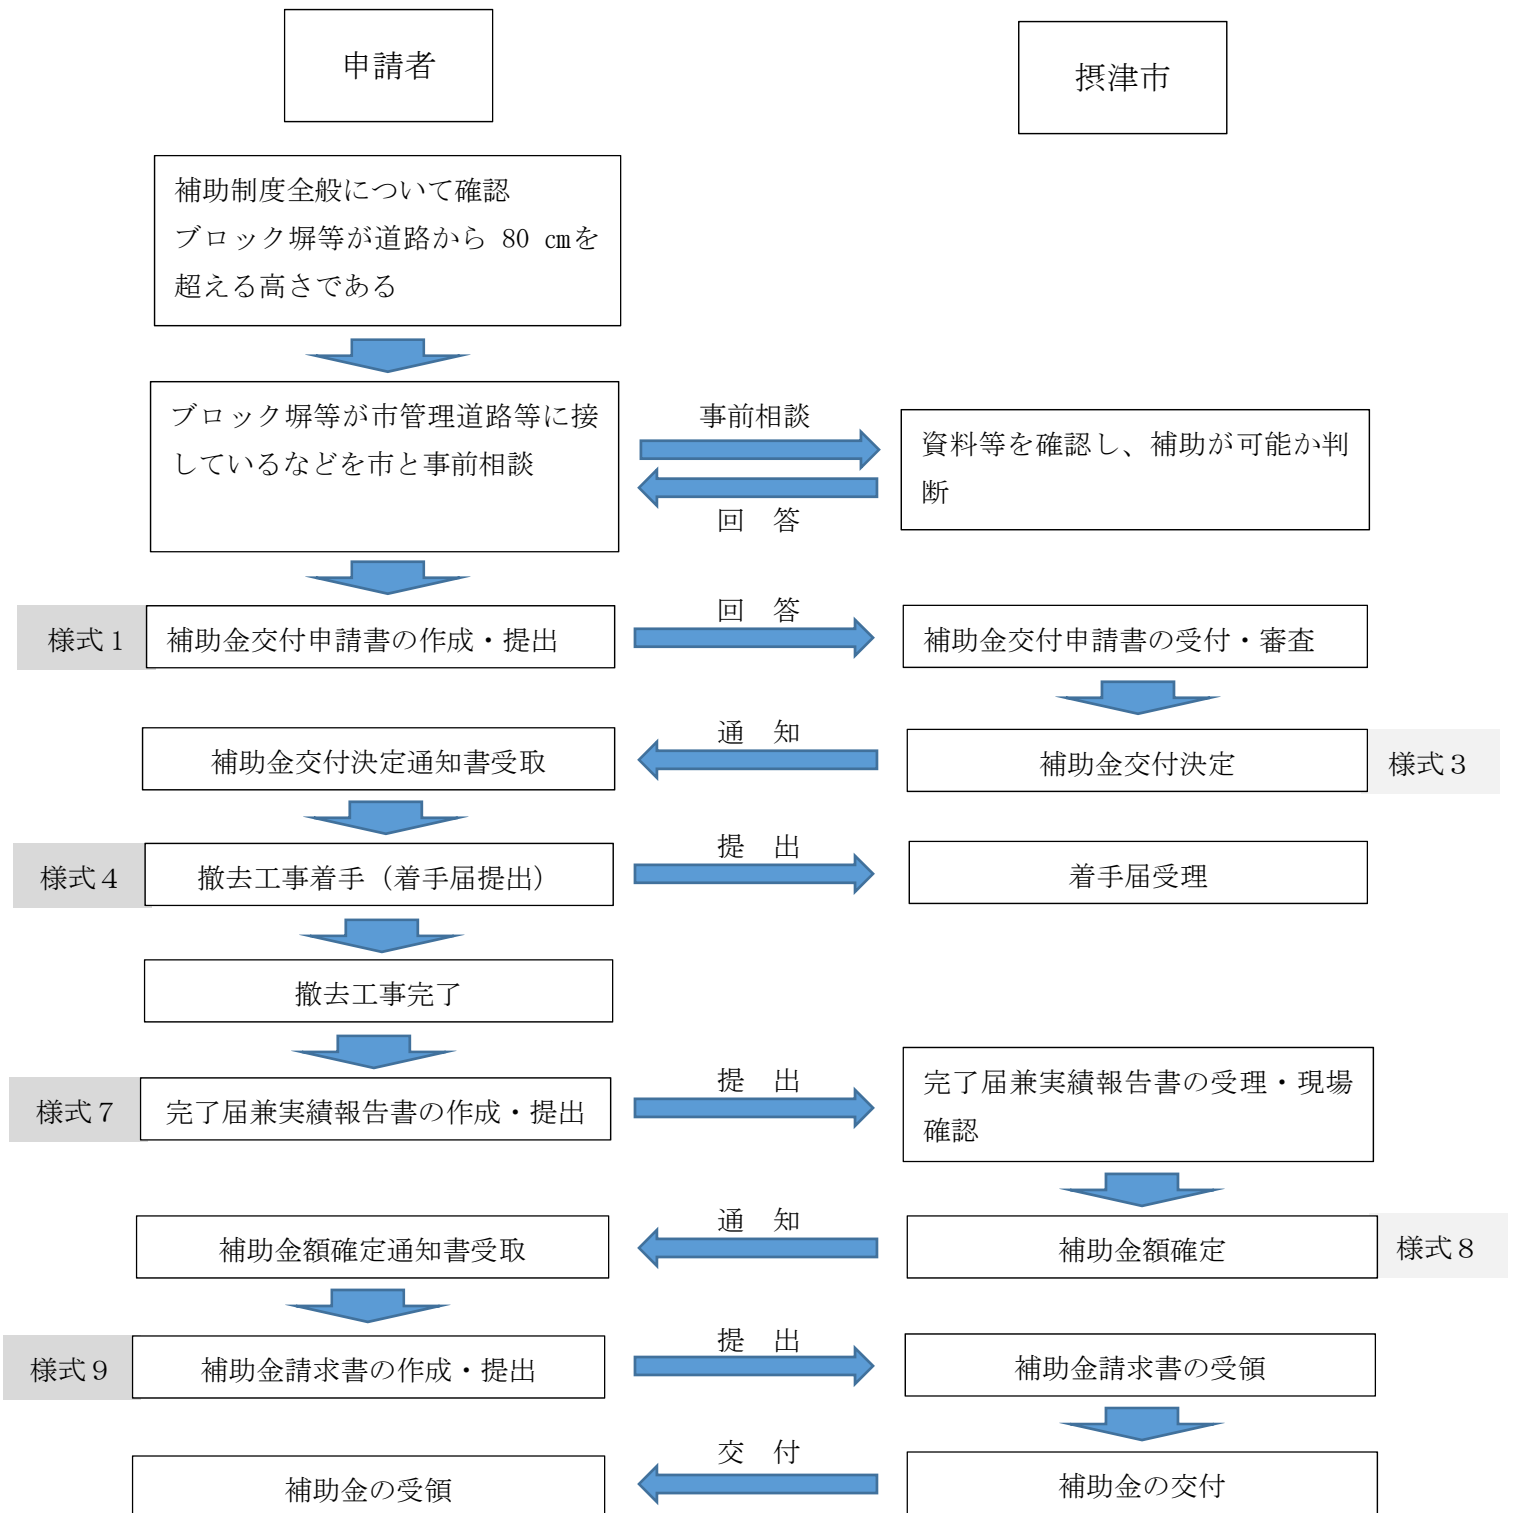 申請者
摂津市
補助制度全般について確認
ブロック塀等が道路から 80 ㎝を
超える高さである
ブロック塀等が市管理道路等に接
しているなどを市と事前相談
事前相談
回　答
資料等を確認し、補助が可能か判
断
様式１
補助金交付申請書の作成・提出
回　答
補助金交付申請書の受付・審査
補助金交付決定通知書受取
通　知
補助金交付決定
様式３
様式４
撤去工事着手（着手届提出）
提　出
着手届受理
撤去工事完了
様式７
完了届兼実績報告書の作成・提出
提　出
完了届兼実績報告書の受理・現場
確認
補助金額確定通知書受取
通　知
補助金額確定
様式８
様式９
補助金請求書の作成・提出
提　出
補助金請求書の受領
補助金の受領
交　付
補助金の交付